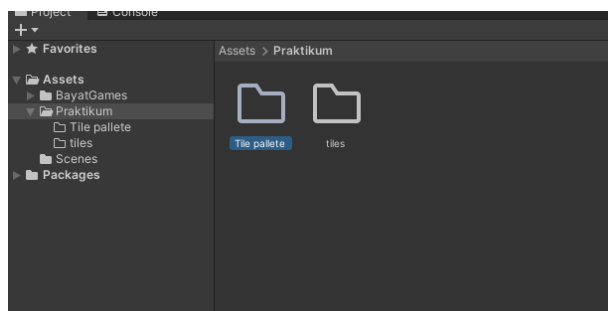 Project Console
Favorites
Assets > Praktikum
Assets
BayatGames
Praktikum
Tile pallete
tiles
Scenes
Packages
Tile pallete
tiles